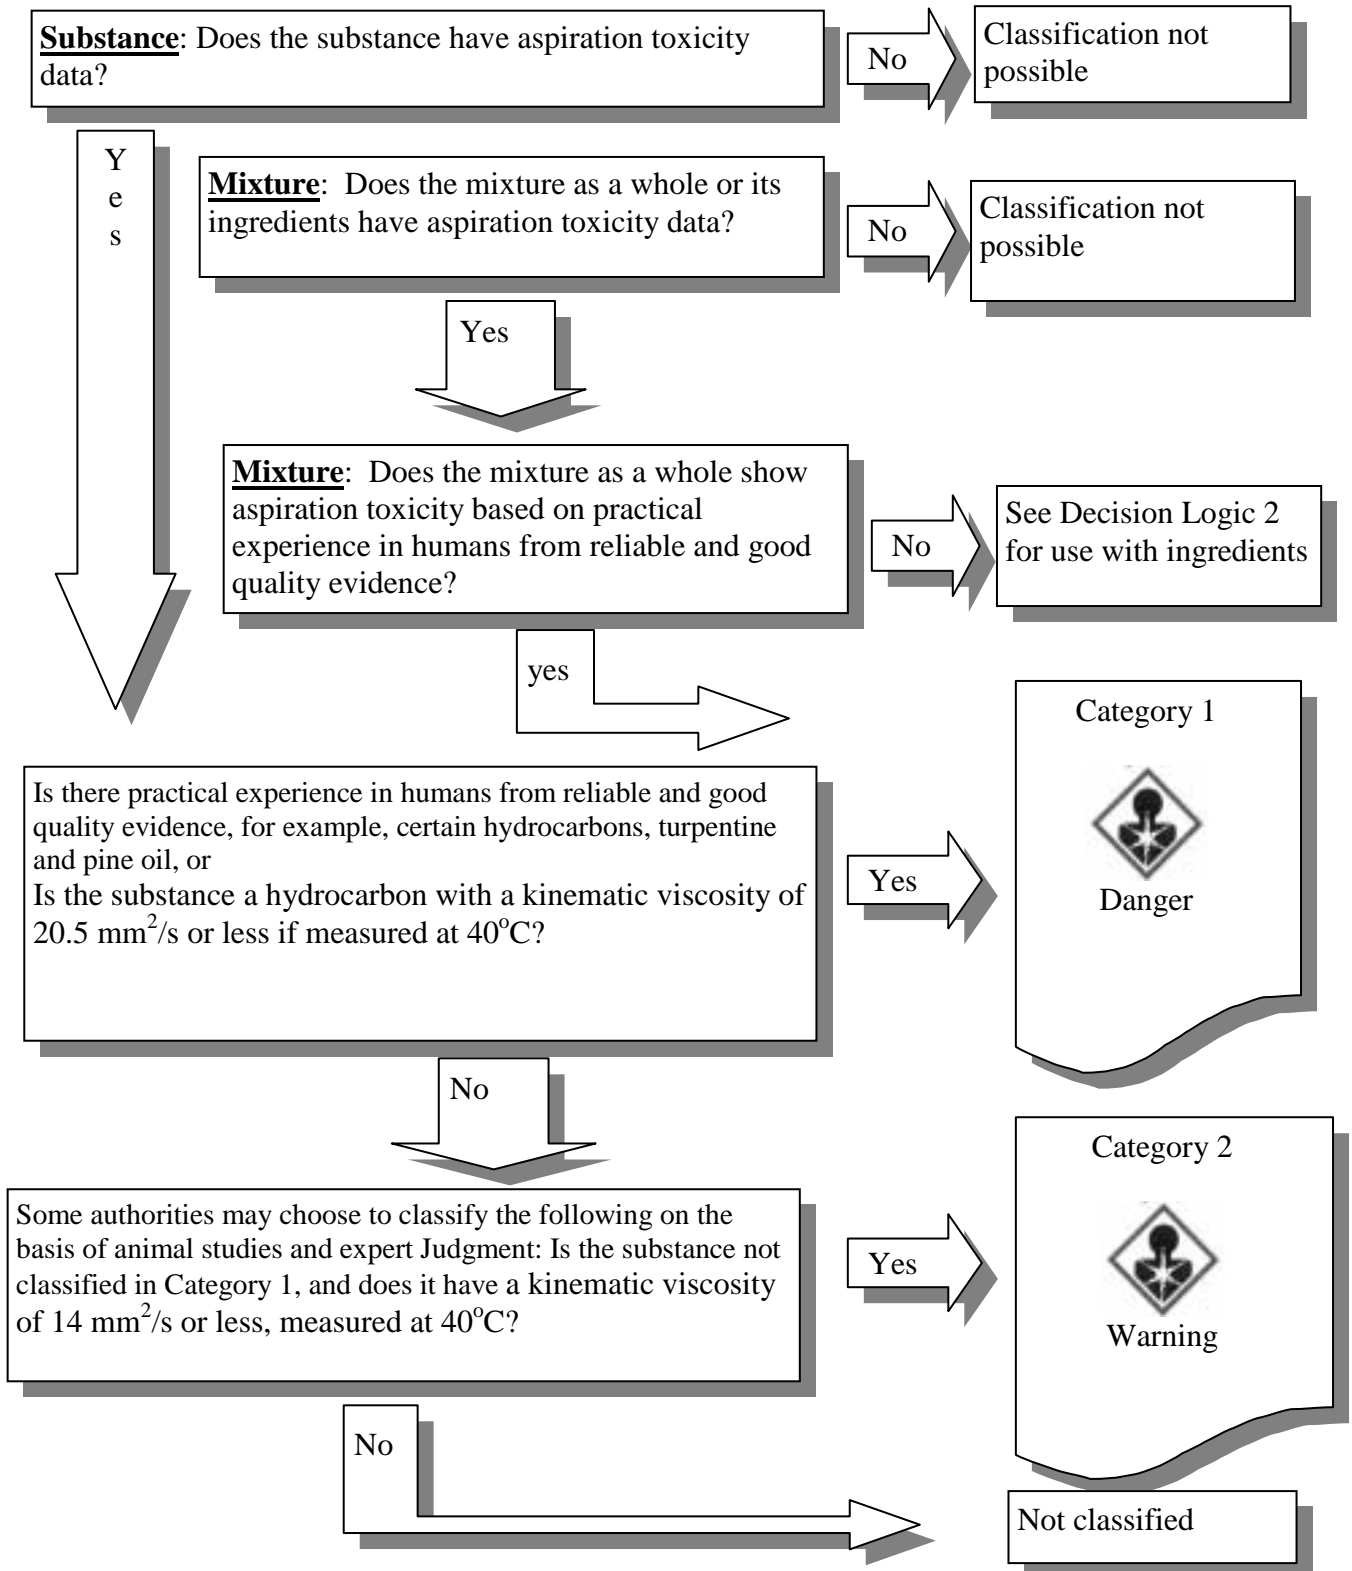 Substance: Does the substance have aspiration toxicity
data?
No
Classification not
possible
Y
e
s
Mixture:  Does the mixture as a whole or its
ingredients have aspiration toxicity data?
No
Classification not
possible
Yes
Mixture:  Does the mixture as a whole show
aspiration toxicity based on practical
experience in humans from reliable and good
quality evidence?
No
See Decision Logic 2
for use with ingredients
yes
Is there practical experience in humans from reliable and good
quality evidence, for example, certain hydrocarbons, turpentine
and pine oil, or
Is the substance a hydrocarbon with a kinematic viscosity of
20.5 mm²/s or less if measured at 40°C?
Yes
Category 1
Danger
No
Some authorities may choose to classify the following on the
basis of animal studies and expert Judgment: Is the substance not
classified in Category 1, and does it have a kinematic viscosity
of 14 mm²/s or less, measured at 40°C?
Yes
Category 2
Warning
No
Not classified